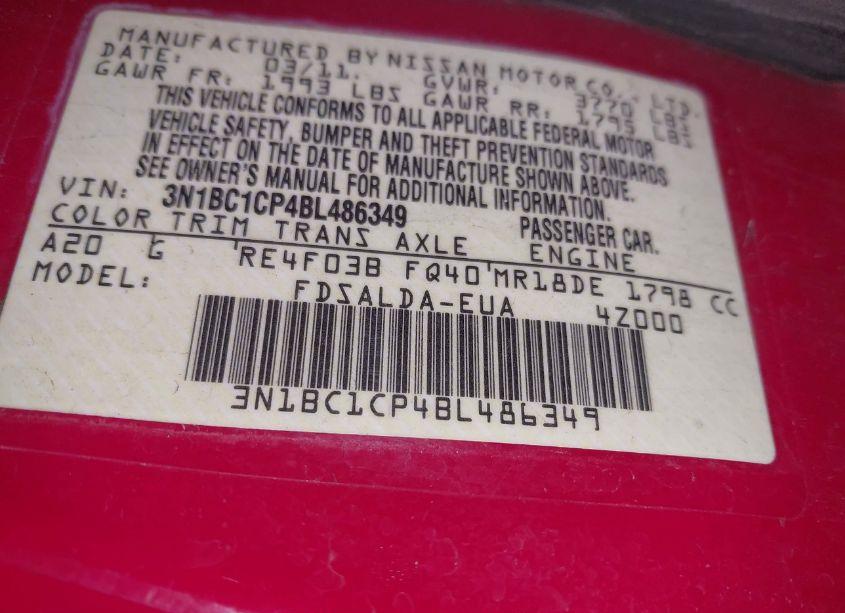 MANUFACTURED BY NISSAN MOTOR CO., LTD.
DATE: 03/11. GVWR: 3770 LBS
GAWR FR: 1993 LBS GAWR RR: 1795 LBS
THIS VEHICLE CONFORMS TO ALL APPLICABLE FEDERAL MOTOR
VEHICLE SAFETY, BUMPER AND THEFT PREVENTION STANDARDS
IN EFFECT ON THE DATE OF MANUFACTURE SHOWN ABOVE.
SEE OWNER'S MANUAL FOR ADDITIONAL INFORMATION.
VIN: 3N1BC1CP4BL486349 PASSENGER CAR.
COLOR TRIM TRANS AXLE ENGINE
A20 G RE4F03B FQ40 MR18DE 1798 CC
MODEL: FDSALDA-EUA 4Z000
3N1BC1CP4BL486349